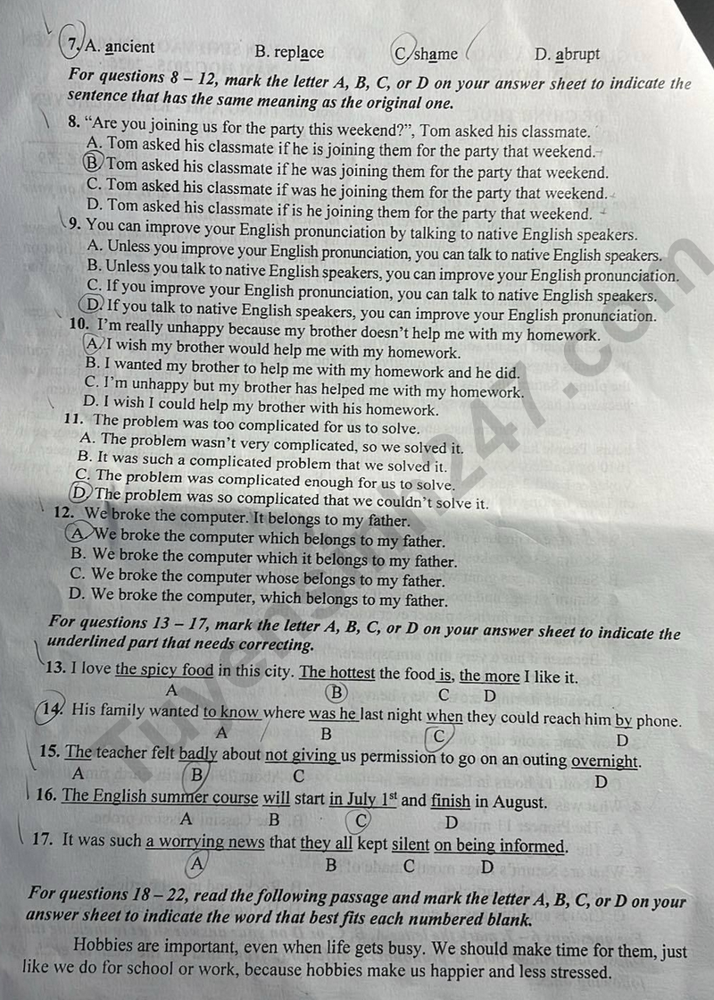 7. A. ancient B. replace C. shame D. abrupt
For questions 8 – 12, mark the letter A, B, C, or D on your answer sheet to indicate the
sentence that has the same meaning as the original one.
8. “Are you joining us for the party this weekend?”, Tom asked his classmate.
A. Tom asked his classmate if he is joining them for the party that weekend.
B. Tom asked his classmate if he was joining them for the party that weekend.
C. Tom asked his classmate if was he joining them for the party that weekend.
D. Tom asked his classmate if is he joining them for the party that weekend.
9. You can improve your English pronunciation by talking to native English speakers.
A. Unless you improve your English pronunciation, you can talk to native English speakers.
B. Unless you talk to native English speakers, you can improve your English pronunciation.
C. If you improve your English pronunciation, you can talk to native English speakers.
D. If you talk to native English speakers, you can improve your English pronunciation.
10. I’m really unhappy because my brother doesn’t help me with my homework.
A. I wish my brother would help me with my homework.
B. I wanted my brother to help me with my homework and he did.
C. I’m unhappy but my brother has helped me with my homework.
D. I wish I could help my brother with his homework.
11. The problem was too complicated for us to solve.
A. The problem wasn’t very complicated, so we solved it.
B. It was such a complicated problem that we solved it.
C. The problem was complicated enough for us to solve.
D. The problem was so complicated that we couldn’t solve it.
12. We broke the computer. It belongs to my father.
A. We broke the computer which belongs to my father.
B. We broke the computer which it belongs to my father.
C. We broke the computer whose belongs to my father.
D. We broke the computer, which belongs to my father.
For questions 13 – 17, mark the letter A, B, C, or D on your answer sheet to indicate the
underlined part that needs correcting.
13. I love the spicy food in this city. The hottest the food is, the more I like it.
A B C D
14. His family wanted to know where was he last night when they could reach him by phone.
A B C D
15. The teacher felt badly about not giving us permission to go on an outing overnight.
A B C D
16. The English summer course will start in July 1st and finish in August.
A B C D
17. It was such a worrying news that they all kept silent on being informed.
A B C D
For questions 18 – 22, read the following passage and mark the letter A, B, C, or D on your
answer sheet to indicate the word that best fits each numbered blank.
Hobbies are important, even when life gets busy. We should make time for them, just
like we do for school or work, because hobbies make us happier and less stressed.